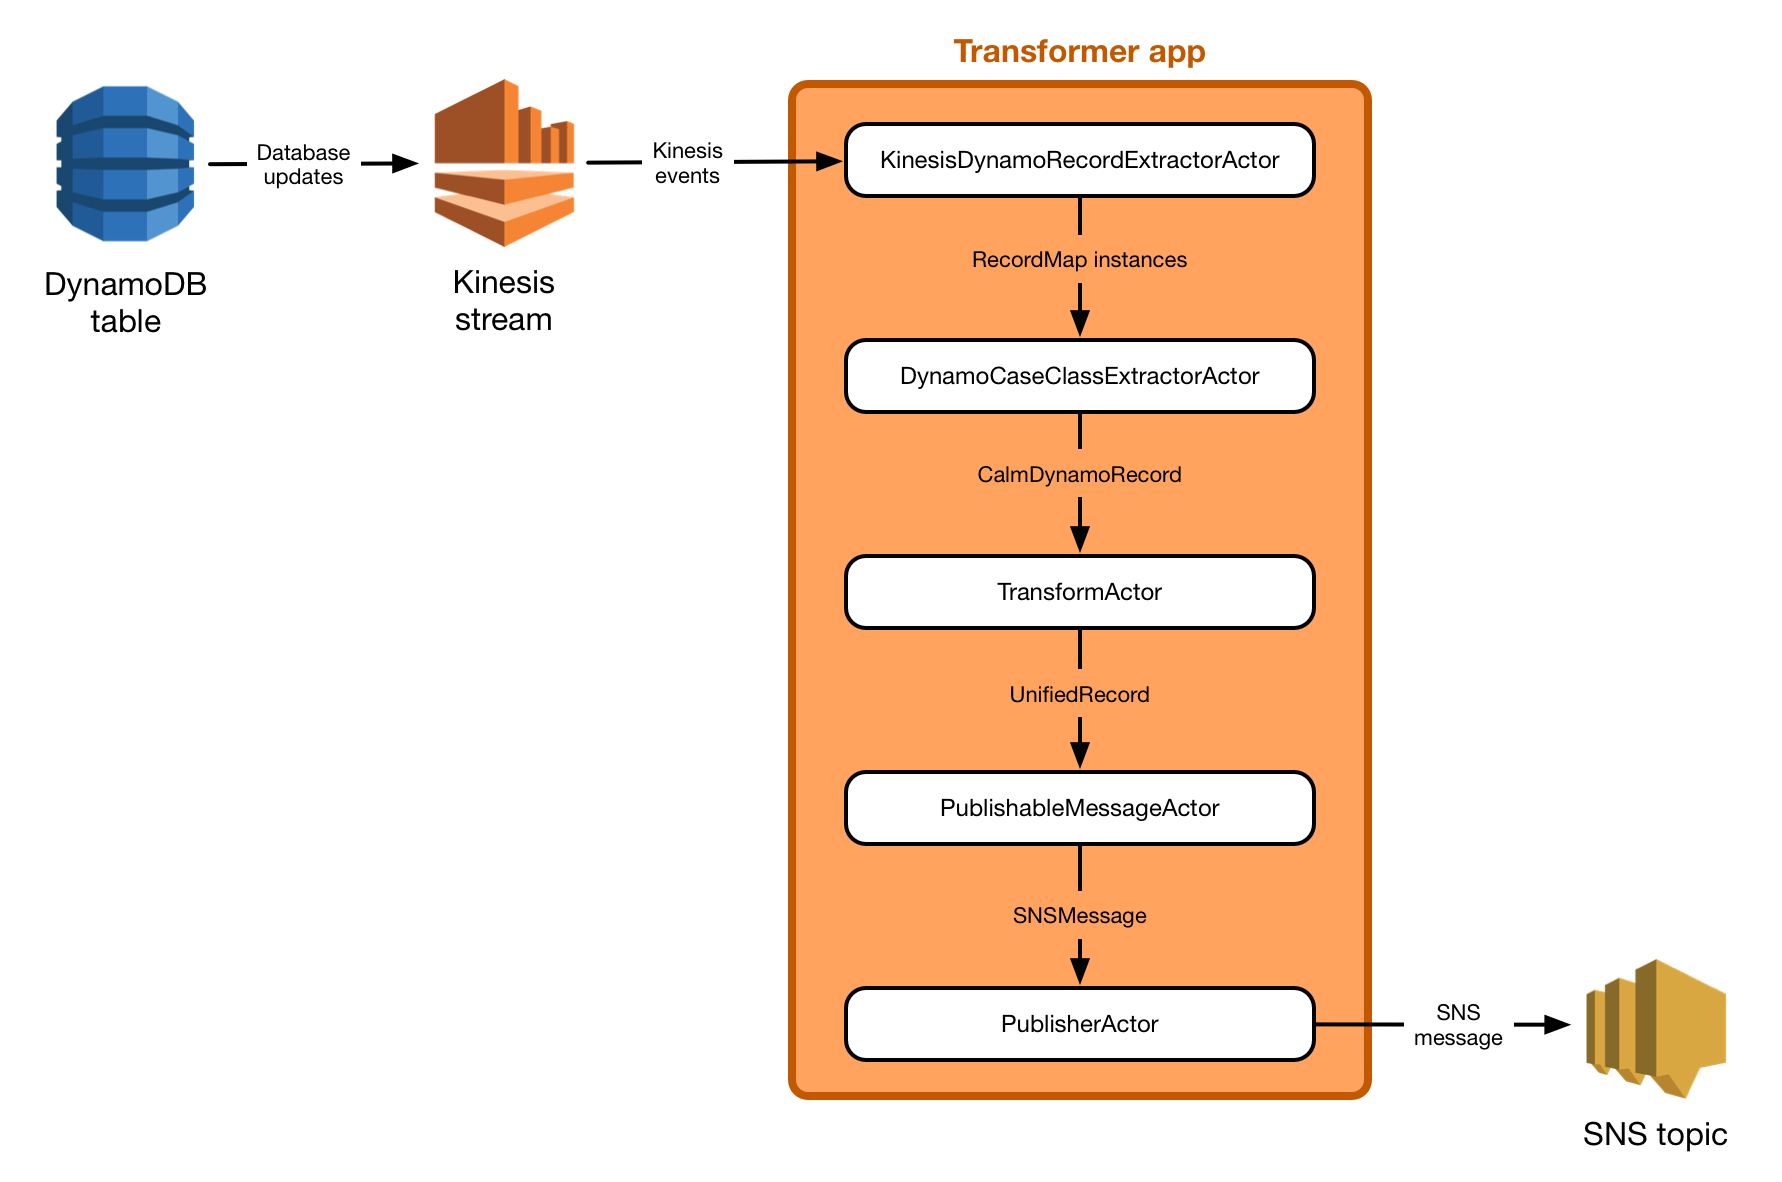 Transformer app
Database
updates
Kinesis
events
KinesisDynamoRecordExtractorActor
DynamoDB
table
Kinesis
stream
RecordMap instances
DynamoCaseClassExtractorActor
CalmDynamoRecord
TransformActor
UnifiedRecord
PublishableMessageActor
SNSMessage
PublisherActor
SNS
message
SNS topic